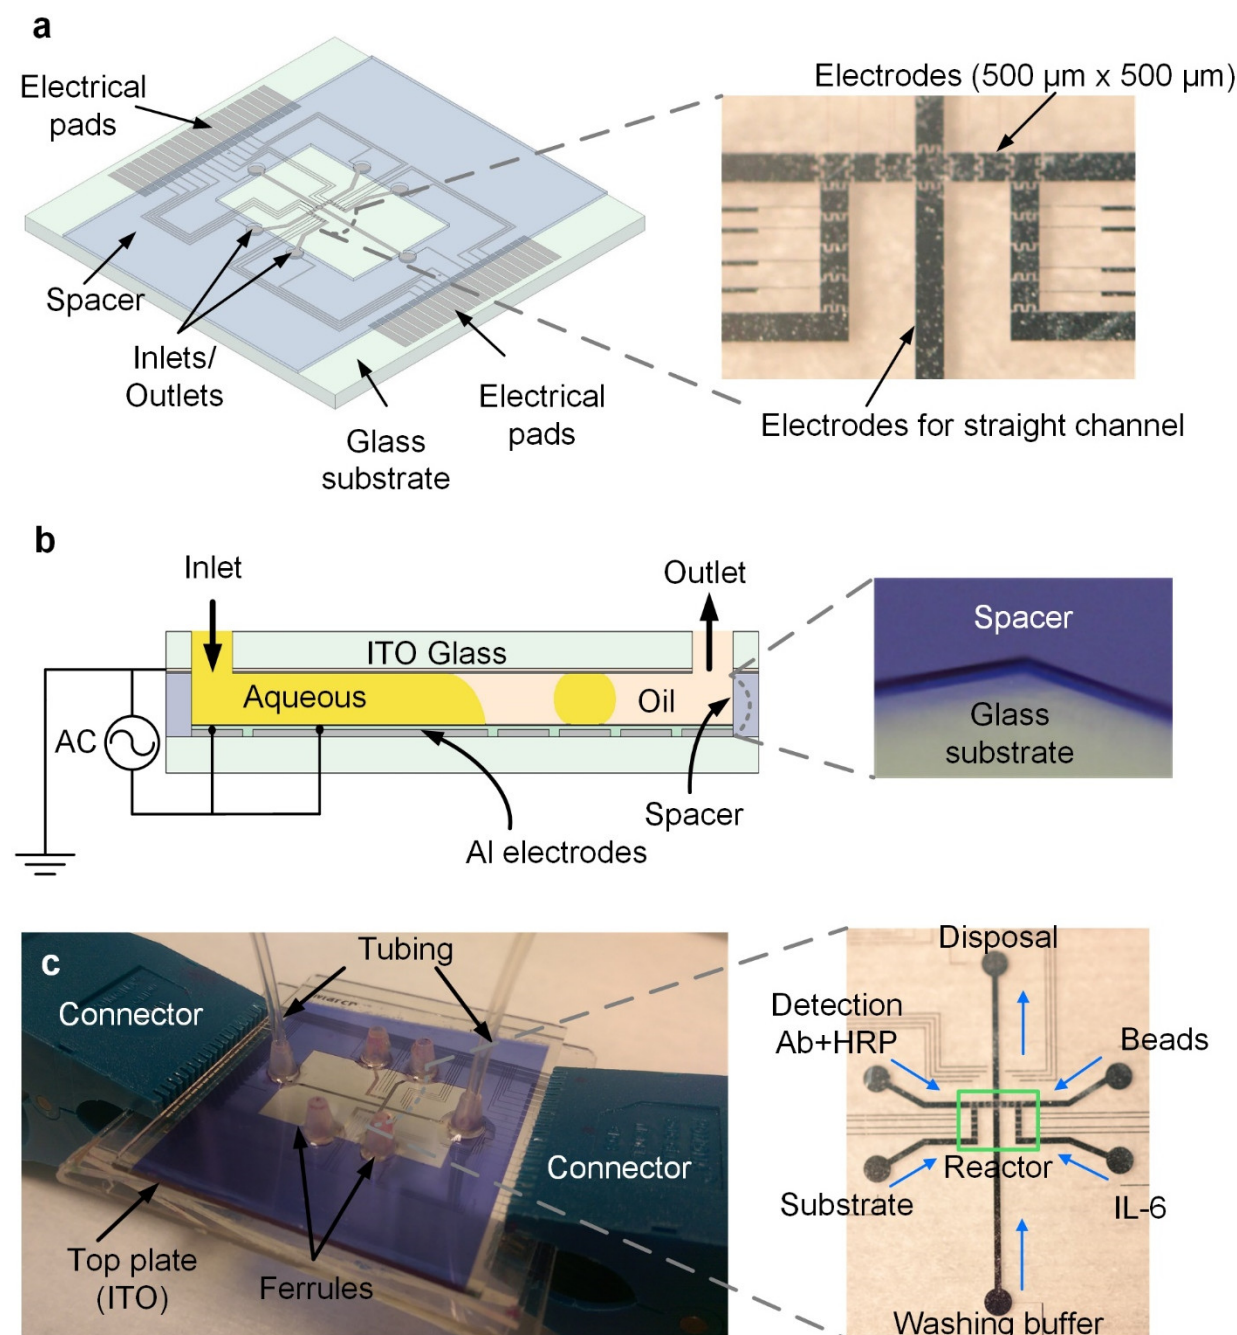 a
Electrical
pads
Electrodes (500 µm x 500 µm)
Spacer
Inlets/
Outlets
Electrical
pads
Glass
substrate
Electrodes for straight channel
b
Inlet
Outlet
ITO Glass
Aqueous
Oil
AC
Spacer
Al electrodes
Spacer
Glass
substrate
c
Tubing
Connector
Connector
Top plate
(ITO)
Ferrules
Disposal
Detection
Ab+HRP
Beads
Reactor
Substrate
IL-6
Washing buffer